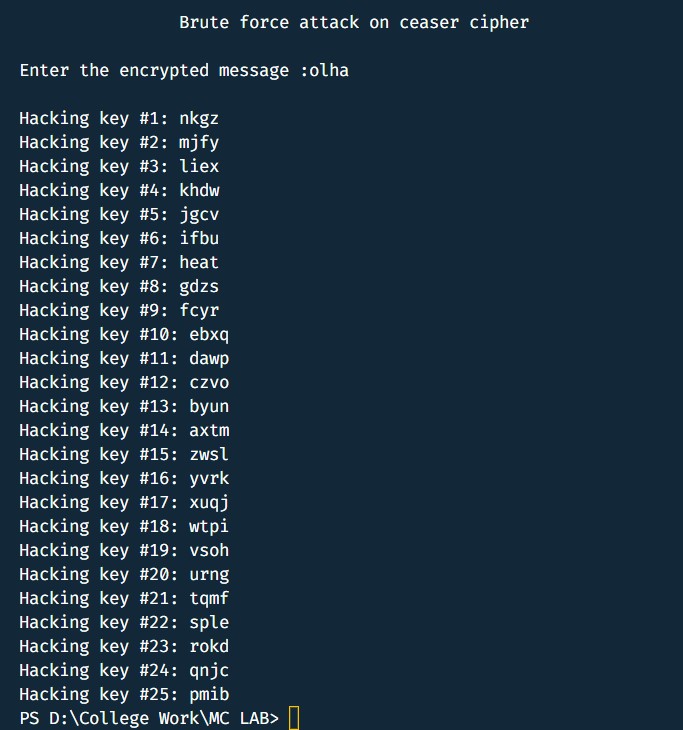 Brute force attack on ceaser cipher
Enter the encrypted message :olha
Hacking key #1: nkgz
Hacking key #2: mjfy
Hacking key #3: liex
Hacking key #4: khdw
Hacking key #5: jgcv
Hacking key #6: ifbu
Hacking key #7: heat
Hacking key #8: gdzs
Hacking key #9: fcyr
Hacking key #10: ebxq
Hacking key #11: dawp
Hacking key #12: czvo
Hacking key #13: byun
Hacking key #14: axtm
Hacking key #15: zwsl
Hacking key #16: yvrk
Hacking key #17: xuqj
Hacking key #18: wtpi
Hacking key #19: vsoh
Hacking key #20: urng
Hacking key #21: tqmf
Hacking key #22: sple
Hacking key #23: rokd
Hacking key #24: qnjc
Hacking key #25: pmib
PS D:\College Work\MC LAB>